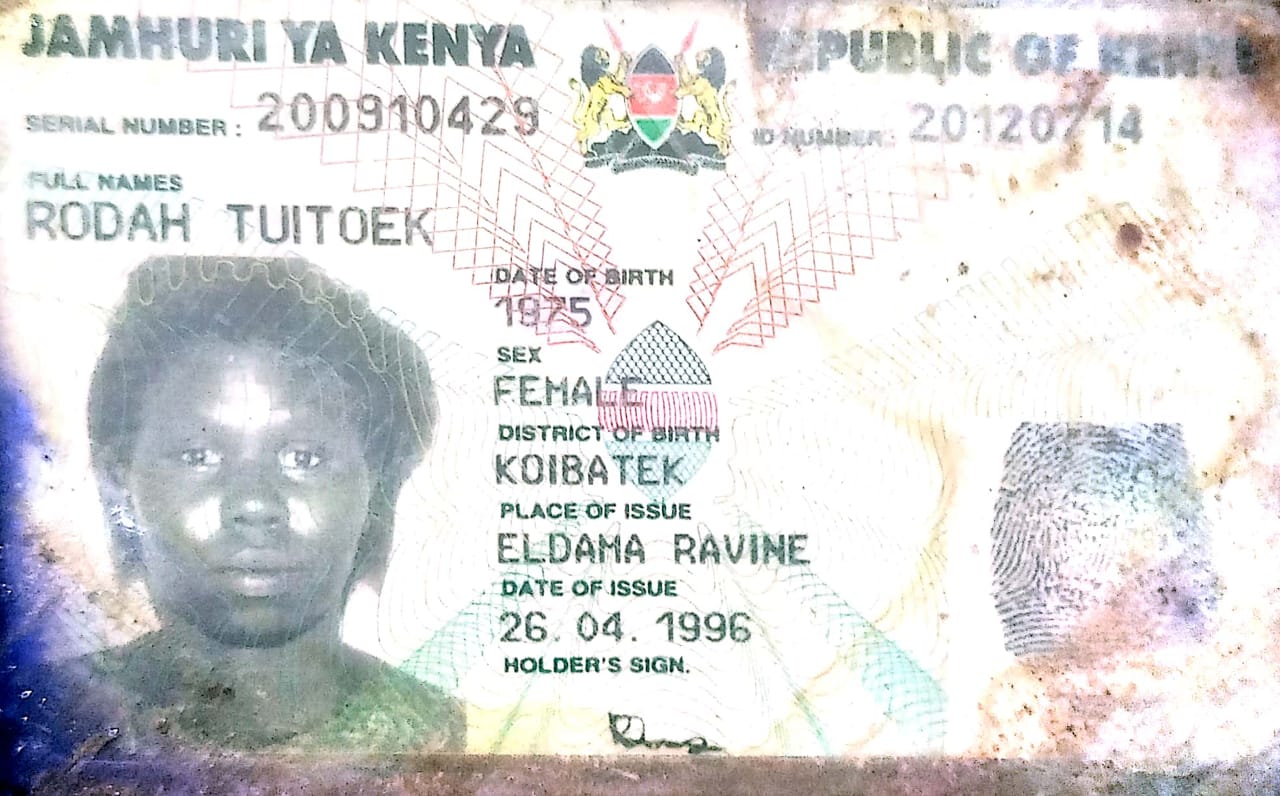 JAMHURI YA KENYA
REPUBLIC OF KENYA
SERIAL NUMBER: 200910429
ID NUMBER: 20120714
FULL NAMES
RODAH TUITOEK
DATE OF BIRTH
1975
SEX
FEMALE
DISTRICT OF BIRTH
KOIBATEK
PLACE OF ISSUE
ELDAMA RAVINE
DATE OF ISSUE
26. 04. 1996
HOLDER'S SIGN.